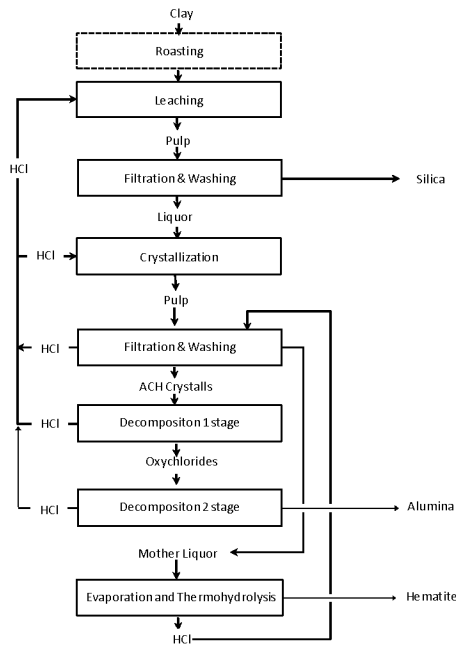 Clay
Roasting
Leaching
Pulp
HCl
Filtration & Washing
Silica
Liquor
HCl
Crystallization
Pulp
HCl
Filtration & Washing
ACH Crystalls
HCl
Decompositon 1 stage
Oxychlorides
HCl
Decompositon 2 stage
Alumina
Mother Liquor
Evaporation and Thermohydrolysis
Hematite
HCl